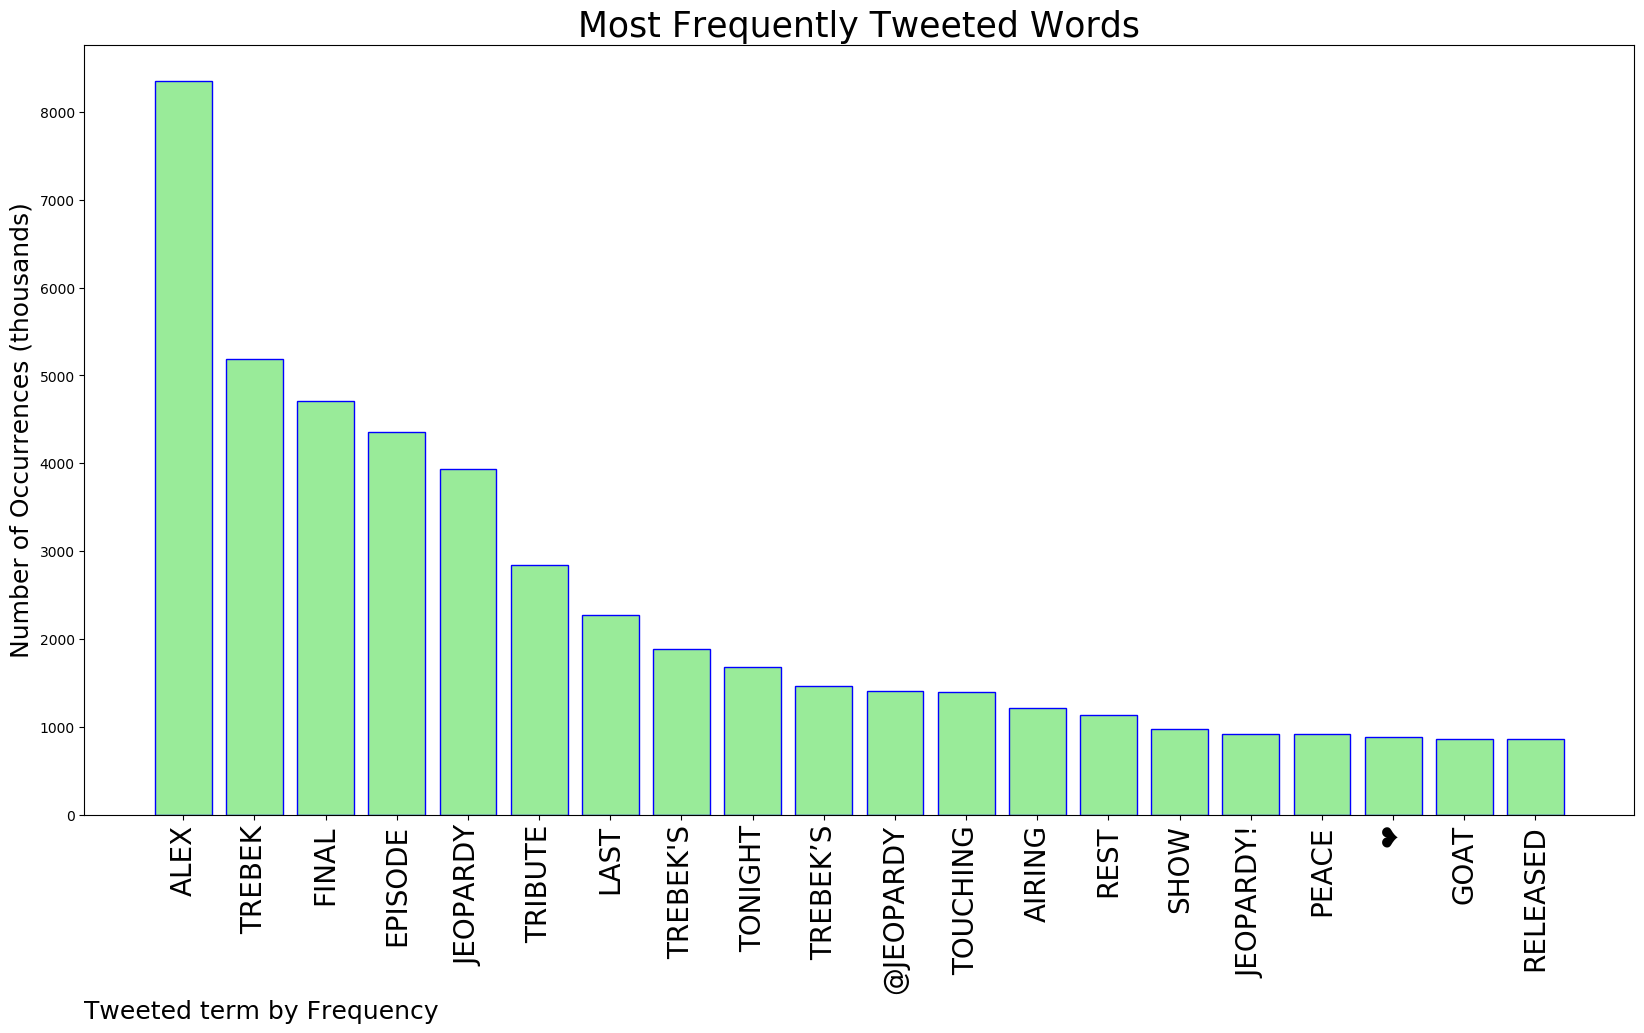 Most Frequently Tweeted Words
Number of Occurrences (thousands)
8000
7000
6000
5000
4000
3000
2000
1000
0
ALEX
TREBEK
FINAL
EPISODE
JEOPARDY
TRIBUTE
LAST
TREBEK'S
TONIGHT
TREBEK’S
@JEOPARDY
TOUCHING
AIRING
REST
SHOW
JEOPARDY!
PEACE
❤
GOAT
RELEASED
Tweeted term by Frequency